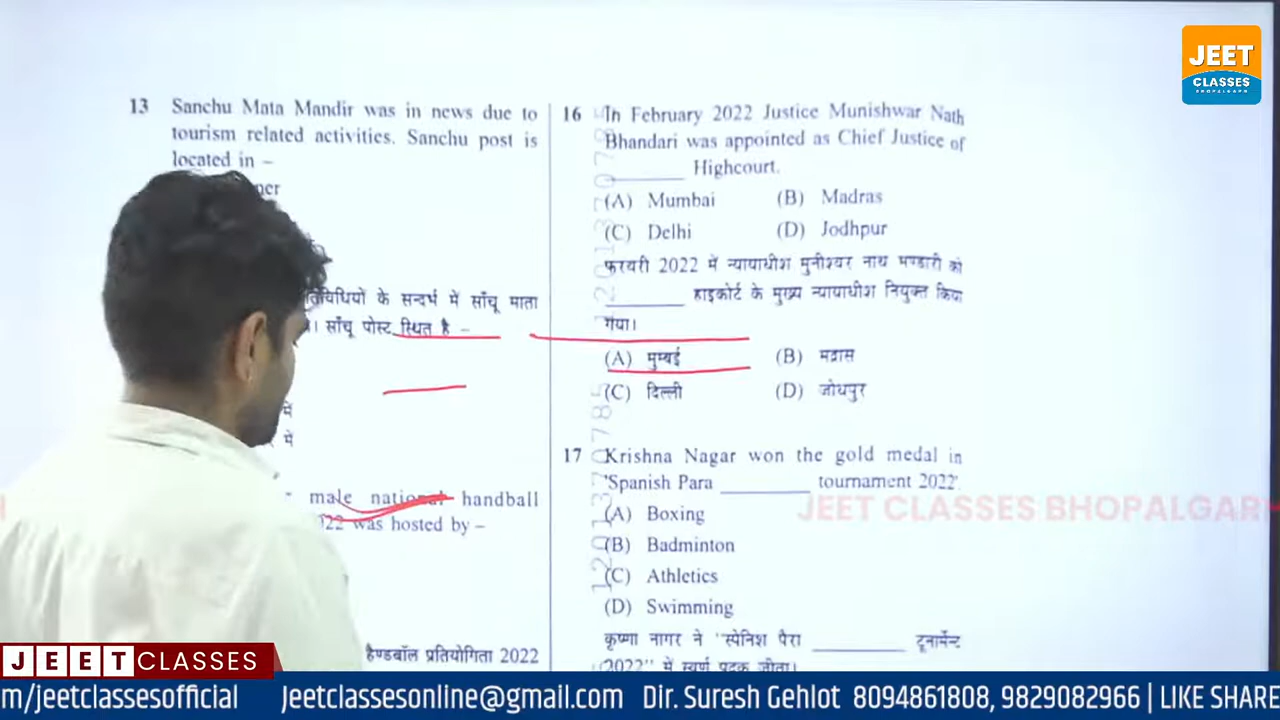 JEET
CLASSES
BHOPALGARH
13 Sanchu Mata Mandir was in news due to
tourism related activities. Sanchu post is
located in –
के सन्दर्भ में साँचू माता
साँचू पोस्ट स्थित है –
में
में
male national handball
was hosted by –
हैण्डबॉल प्रतियोगिता 2022
16 In February 2022 Justice Munishwar Nath
Bhandari was appointed as Chief Justice of
________ Highcourt.
(A) Mumbai (B) Madras
(C) Delhi (D) Jodhpur
फरवरी 2022 में न्यायाधीश मुनीश्वर नाथ भण्डारी को
________ हाइकोर्ट के मुख्य न्यायाधीश नियुक्त किया
गया।
(A) मुम्बई (B) मद्रास
(C) दिल्ली (D) जोधपुर
17 Krishna Nagar won the gold medal in
'Spanish Para ________ tournament 2022'.
(A) Boxing
(B) Badminton
(C) Athletics
(D) Swimming
कृष्णा नागर ने "स्पेनिश पैरा ________ टूनार्मेन्ट
2022" में स्वर्ण पदक जीता।
JEET CLASSES BHOPALGARH
JEET CLASSES
m/jeetclassesofficial Jeetclassesonline@gmail.com Dir. Suresh Gehlot 8094861808, 9829082966 | LIKE SHARE